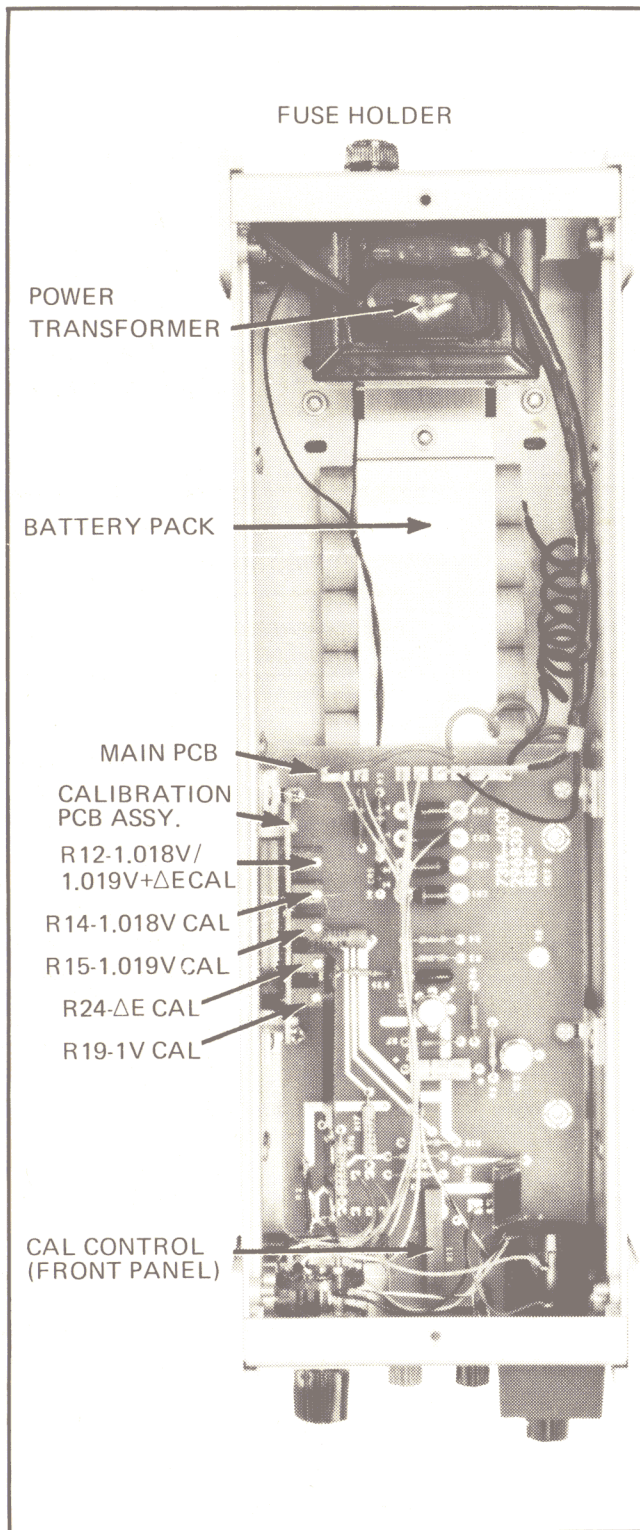 FUSE HOLDER
POWER
TRANSFORMER
BATTERY PACK
MAIN PCB
CALIBRATION
PCB ASSY.
R12-1.018V/
1.019V+ΔECAL
R14-1.018V CAL
R15-1.019V CAL
R24-ΔE CAL
R19-1V CAL
CAL CONTROL
(FRONT PANEL)